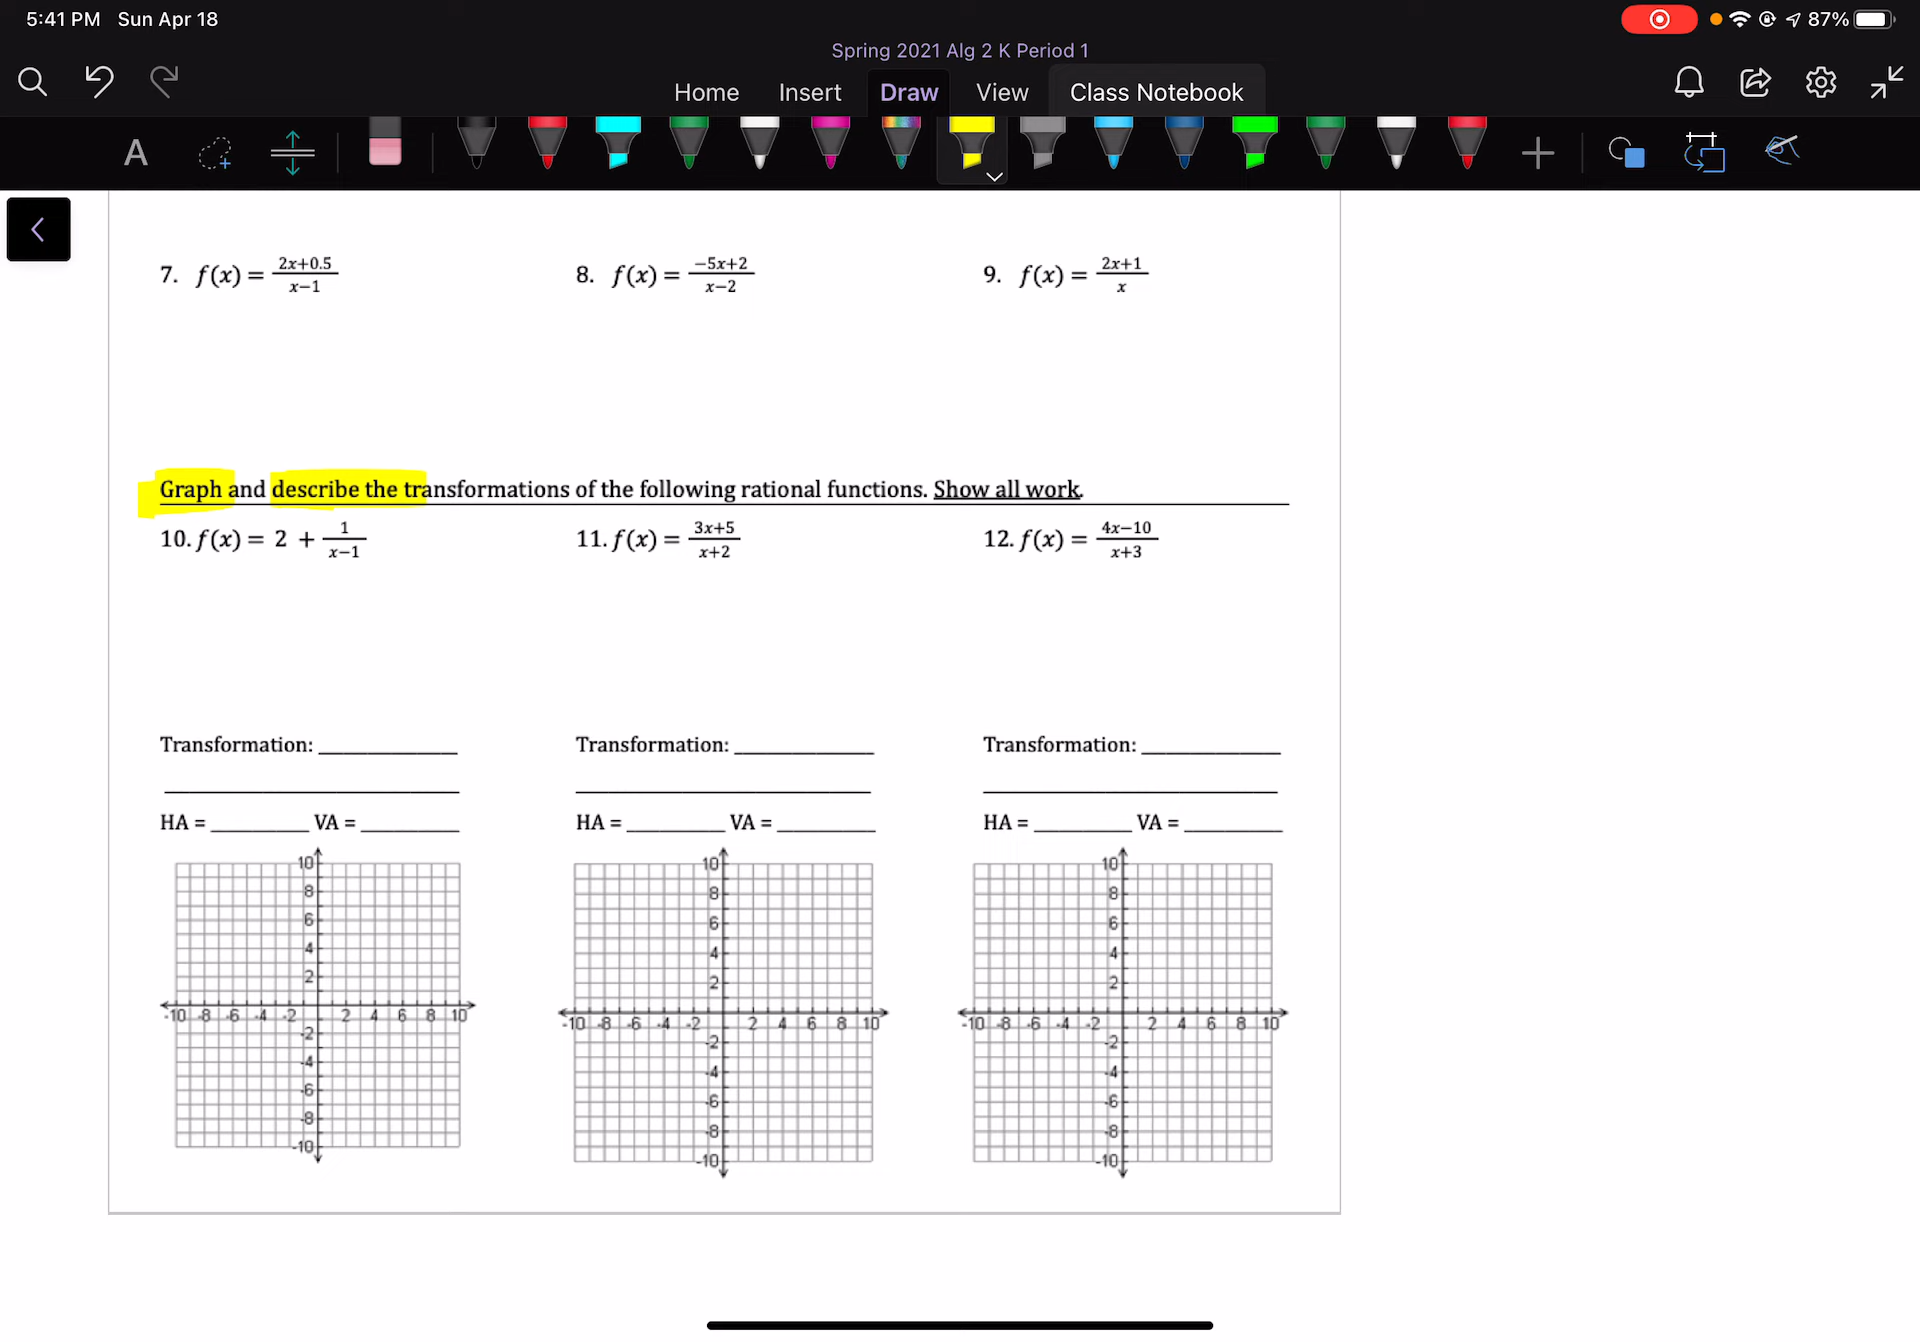 5:41 PM Sun Apr 18 87%
Spring 2021 Alg 2 K Period 1
Home Insert Draw View Class Notebook
A
7. f(x) = (2x+0.5)/(x−1) 8. f(x) = (−5x+2)/(x−2) 9. f(x) = (2x+1)/x
Graph and describe the transformations of the following rational functions. Show all work.
10. f(x) = 2 + 1/(x−1) 11. f(x) = (3x+5)/(x+2) 12. f(x) = (4x−10)/(x+3)
Transformation: ____________ Transformation: ____________ Transformation: ____________
HA = ________ VA = ________ HA = ________ VA = ________ HA = ________ VA = ________
10 10 10
8 8 8
6 6 6
4 4 4
2 2 2
-10 -8 -6 -4 -2 2 4 6 8 10 -10 -8 -6 -4 -2 2 4 6 8 10 -10 -8 -6 -4 -2 2 4 6 8 10
-2 -2 -2
-4 -4 -4
-6 -6 -6
-8 -8 -8
-10 -10 -10